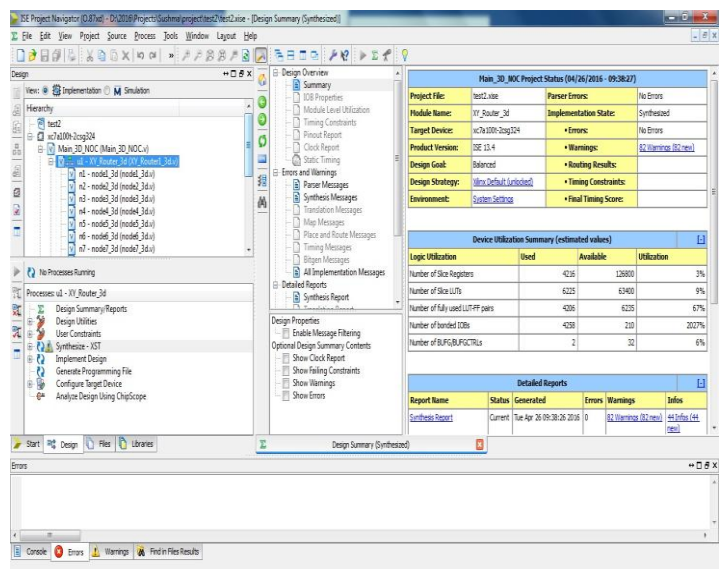 ISE Project Navigator (O.87xd) - D:\2016\Projects\Sushma\project\test2\test2.xise - [Design Summary (Synthesized)]
File Edit View Project Source Process Tools Window Layout Help
Design
View: Implementation Simulation
Hierarchy
test2
xc7a100t-2csg324
Main_3D_NOC (Main_3D_NOC.v)
u1 - XY_Router_3d (XY_Router1_3d.v)
n1 - node1_3d (node1_3d.v)
n2 - node2_3d (node2_3d.v)
n3 - node3_3d (node3_3d.v)
n4 - node4_3d (node4_3d.v)
n5 - node5_3d (node5_3d.v)
n6 - node6_3d (node6_3d.v)
n7 - node7_3d (node7_3d.v)
No Processes Running
Processes: u1 - XY_Router_3d
Design Summary/Reports
Design Utilities
User Constraints
Synthesize - XST
Implement Design
Generate Programming File
Configure Target Device
Analyze Design Using ChipScope
Start Design Files Libraries
Design Overview
Summary
IOB Properties
Module Level Utilization
Timing Constraints
Pinout Report
Clock Report
Static Timing
Errors and Warnings
Parser Messages
Synthesis Messages
Translation Messages
Map Messages
Place and Route Messages
Timing Messages
Bitgen Messages
All Implementation Messages
Detailed Reports
Synthesis Report
Design Properties
Enable Message Filtering
Optional Design Summary Contents
Show Clock Report
Show Failing Constraints
Show Warnings
Show Errors
Design Summary (Synthesized)
Main_3D_NOC Project Status (04/26/2016 - 09:38:27)
Project File: test2.xise Parser Errors: No Errors
Module Name: XY_Router_3d Implementation State: Synthesized
Target Device: xc7a100t-2csg324 • Errors: No Errors
Product Version: ISE 13.4 • Warnings: 82 Warnings (82 new)
Design Goal: Balanced • Routing Results:
Design Strategy: Xilinx Default (unlocked) • Timing Constraints:
Environment: System Settings • Final Timing Score:
Device Utilization Summary (estimated values) [-]
Logic Utilization Used Available Utilization
Number of Slice Registers 4216 126800 3%
Number of Slice LUTs 6225 63400 9%
Number of fully used LUT-FF pairs 4206 6235 67%
Number of bonded IOBs 4258 210 2027%
Number of BUFG/BUFGCTRLs 2 32 6%
Detailed Reports [-]
Report Name Status Generated Errors Warnings Infos
Synthesis Report Current Tue Apr 26 09:38:26 2016 0 82 Warnings (82 new) 44 Infos (44
new)
Errors
Console Errors Warnings Find in Files Results